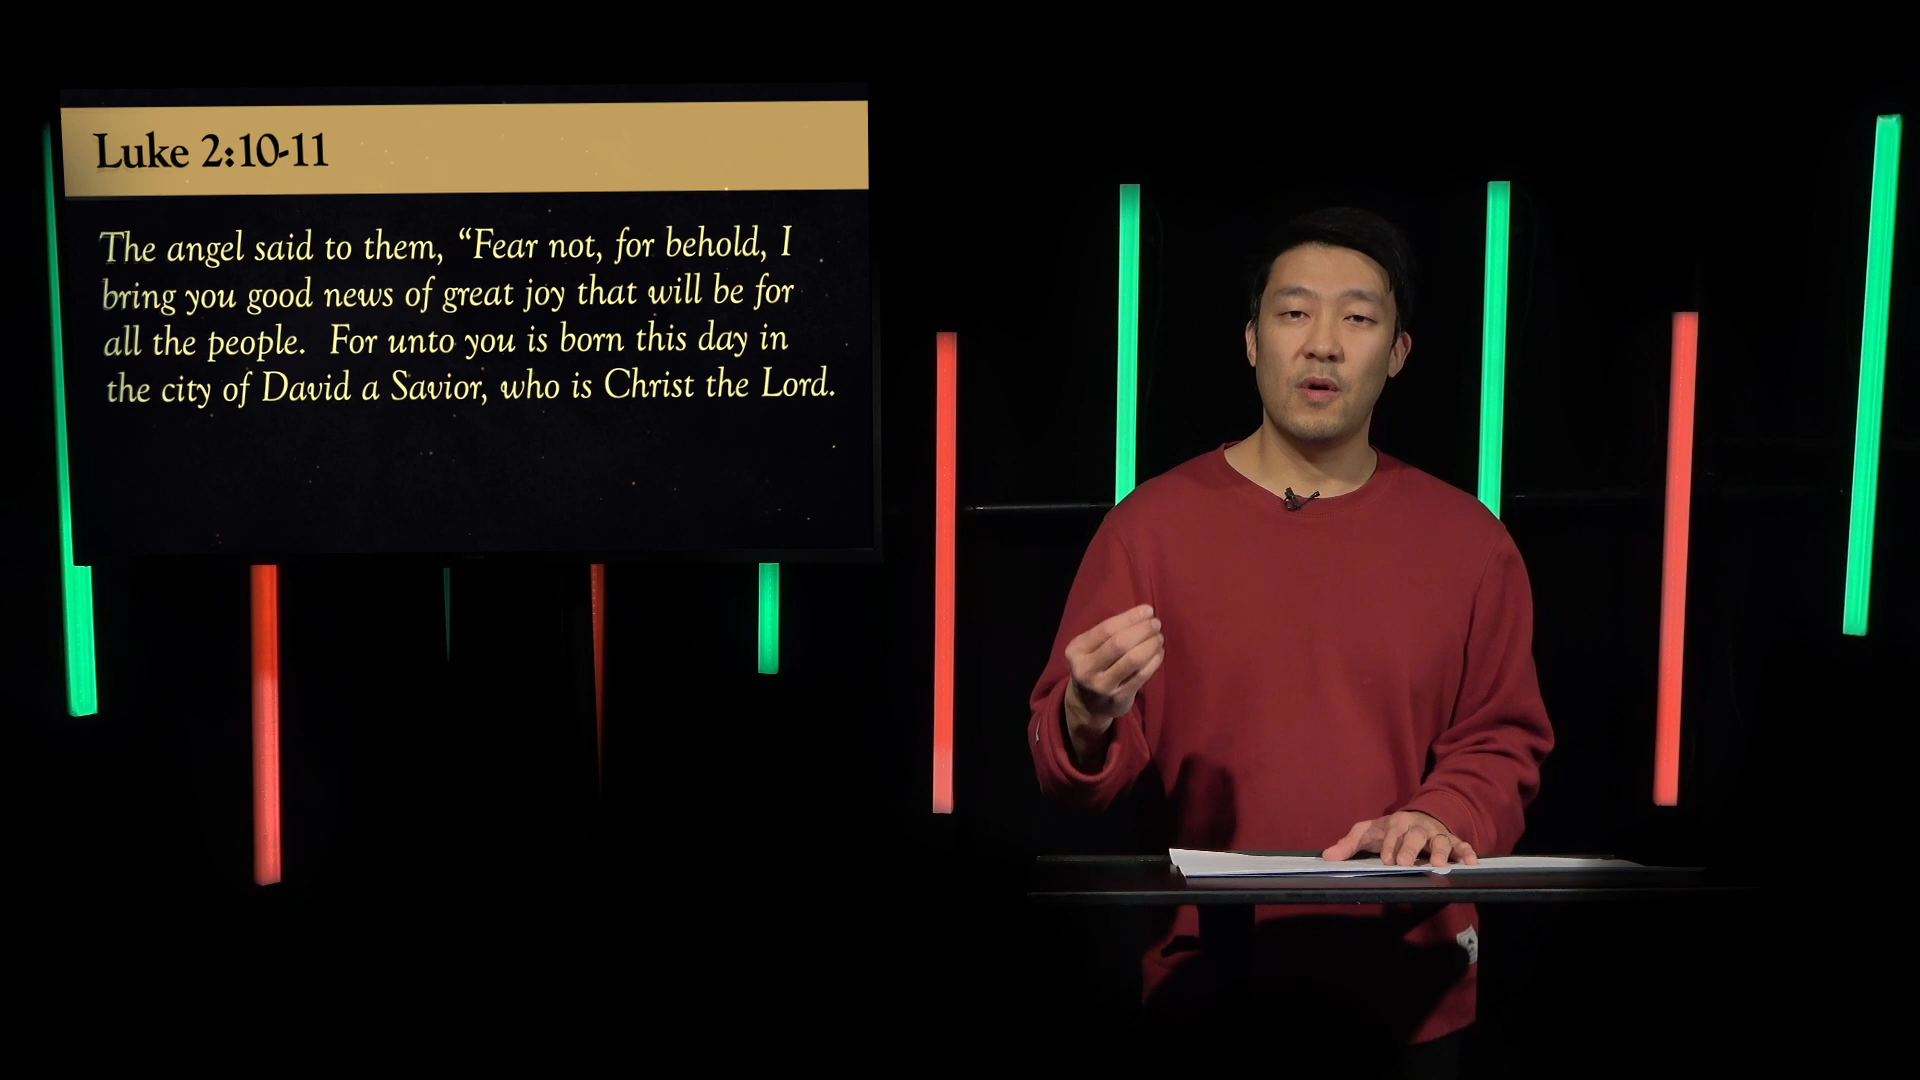 Luke 2:10-11
The angel said to them, “Fear not, for behold, I
bring you good news of great joy that will be for
all the people.  For unto you is born this day in
the city of David a Savior, who is Christ the Lord.